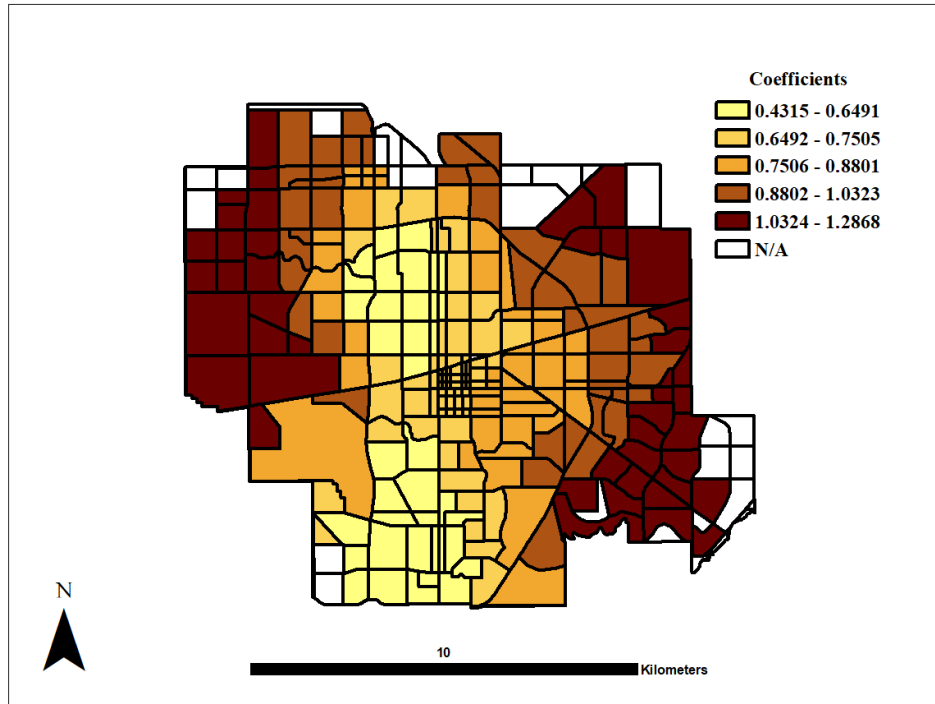 Coefficients
0.4315 - 0.6491
0.6492 - 0.7505
0.7506 - 0.8801
0.8802 - 1.0323
1.0324 - 1.2868
N/A
N
10
Kilometers